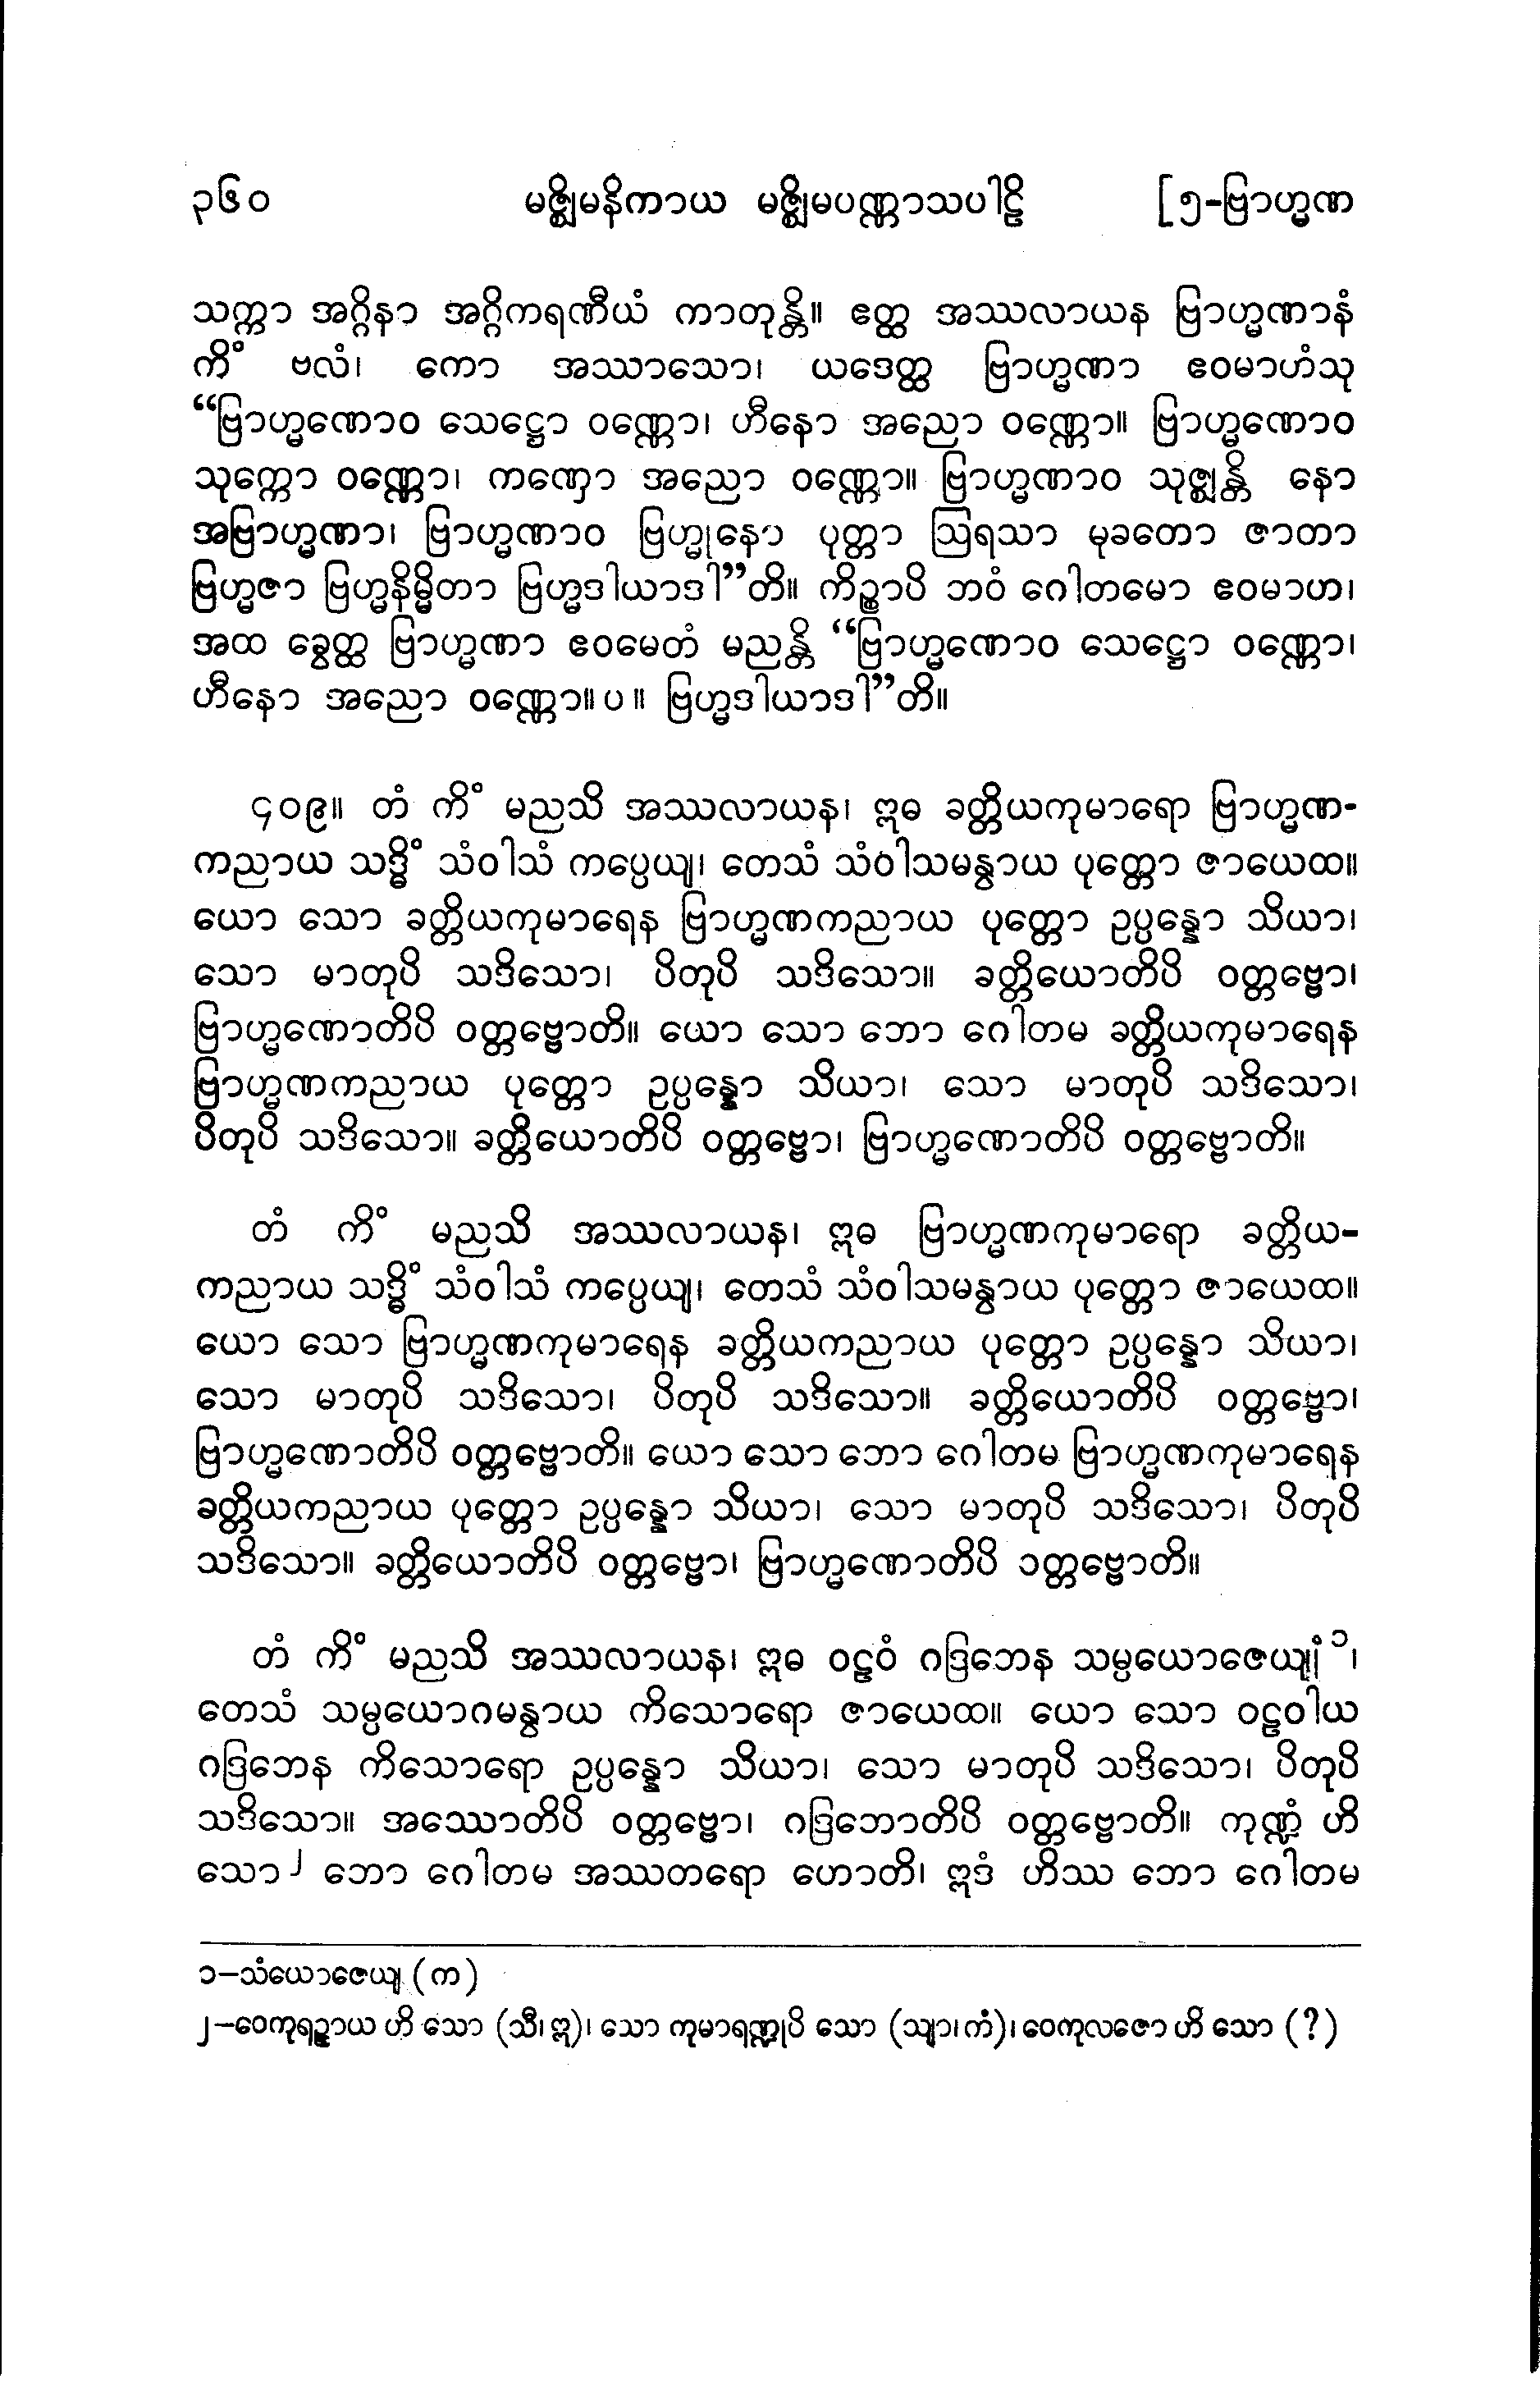 ၃၆၀ မဇ္ဈိမနိကာယ မဇ္ဈိမပဏ္ဏာသပါဠိ [၅-ဗြာဟ္မဏ
သက္ကာ အဂ္ဂိနာ အဂ္ဂိကရဏီယံ ကာတုန္တိ။ ဧတ္ထ အဿလာယန ဗြာဟ္မဏာနံ
ကိံ ဗလံ၊ ကော အဿာသော၊ ယဒေတ္ထ ဗြာဟ္မဏာ ဧဝမာဟံသု
“ဗြာဟ္မဏောဝ သေဋ္ဌော ဝဏ္ဏော၊ ဟီနော အညော ဝဏ္ဏော။ ဗြာဟ္မဏောဝ
သုက္ကော ဝဏ္ဏော၊ ကဏှော အညော ဝဏ္ဏော။ ဗြာဟ္မဏာဝ သုဇ္ဈန္တိ နော
အဗြာဟ္မဏာ၊ ဗြာဟ္မဏာဝ ဗြဟ္မုနော ပုတ္တာ ဩရသာ မုခတော ဇာတာ
ဗြဟ္မဇာ ဗြဟ္မနိမ္မိတာ ဗြဟ္မဒါယာဒါ”တိ။ ကိဉ္စာပိ ဘဝံ ဂေါတမော ဧဝမာဟ၊
အထ ခွေတ္ထ ဗြာဟ္မဏာ ဧဝမေတံ မညန္တိ “ဗြာဟ္မဏောဝ သေဋ္ဌော ဝဏ္ဏော၊
ဟီနော အညော ဝဏ္ဏော။ပ။ ဗြဟ္မဒါယာဒါ”တိ။
၄၀၉။ တံ ကိံ မညသိ အဿလာယန၊ ဣဓ ခတ္တိယကုမာရော ဗြာဟ္မဏ-
ကညာယ သဒ္ဓိံ သံဝါသံ ကပ္ပေယျ၊ တေသံ သံဝါသမန္ဝာယ ပုတ္တော ဇာယေထ။
ယော သော ခတ္တိယကုမာရေန ဗြာဟ္မဏကညာယ ပုတ္တော ဥပ္ပန္နော သိယာ၊
သော မာတုပိ သဒိသော၊ ပိတုပိ သဒိသော။ ခတ္တိယောတိပိ ဝတ္တဗ္ဗော၊
ဗြာဟ္မဏောတိပိ ဝတ္တဗ္ဗောတိ။ ယော သော ဘော ဂေါတမ ခတ္တိယကုမာရေန
ဗြာဟ္မဏကညာယ ပုတ္တော ဥပ္ပန္နော သိယာ၊ သော မာတုပိ သဒိသော၊
ပိတုပိ သဒိသော။ ခတ္တိယောတိပိ ဝတ္တဗ္ဗော၊ ဗြာဟ္မဏောတိပိ ဝတ္တဗ္ဗောတိ။
တံ ကိံ မညသိ အဿလာယန၊ ဣဓ ဗြာဟ္မဏကုမာရော ခတ္တိယ-
ကညာယ သဒ္ဓိံ သံဝါသံ ကပ္ပေယျ၊ တေသံ သံဝါသမန္ဝာယ ပုတ္တော ဇာယေထ။
ယော သော ဗြာဟ္မဏကုမာရေန ခတ္တိယကညာယ ပုတ္တော ဥပ္ပန္နော သိယာ၊
သော မာတုပိ သဒိသော၊ ပိတုပိ သဒိသော။ ခတ္တိယောတိပိ ဝတ္တဗ္ဗော၊
ဗြာဟ္မဏောတိပိ ဝတ္တဗ္ဗောတိ။ ယော သော ဘော ဂေါတမ ဗြာဟ္မဏကုမာရေန
ခတ္တိယကညာယ ပုတ္တော ဥပ္ပန္နော သိယာ၊ သော မာတုပိ သဒိသော၊ ပိတုပိ
သဒိသော။ ခတ္တိယောတိပိ ဝတ္တဗ္ဗော၊ ဗြာဟ္မဏောတိပိ ဝတ္တဗ္ဗောတိ။
တံ ကိံ မညသိ အဿလာယန၊ ဣဓ ဝဠဝံ ဂဒြဘေန သမ္ပယောဇေယျုံ ၁၊
တေသံ သမ္ပယောဂမန္ဝာယ ကိသောရော ဇာယေထ။ ယော သော ဝဠဝါယ
ဂဒြဘေန ကိသောရော ဥပ္ပန္နော သိယာ၊ သော မာတုပိ သဒိသော၊ ပိတုပိ
သဒိသော။ အဿောတိပိ ဝတ္တဗ္ဗော၊ ဂဒြဘောတိပိ ဝတ္တဗ္ဗောတိ။ ကုဏ္ဍံ ဟိ
သော ၂ ဘော ဂေါတမ အဿတရော ဟောတိ၊ ဣဒံ ဟိဿ ဘော ဂေါတမ
၁-သံယောဇေယျ (က)
၂-ဝေကုရဉ္ဇာယ ဟိ သော (သီ၊ဣ)၊ သော ကုမာရဏ္ဍုပိ သော (သျာ၊ကံ)၊ ဝေကုလဇော ဟိ သော (?)